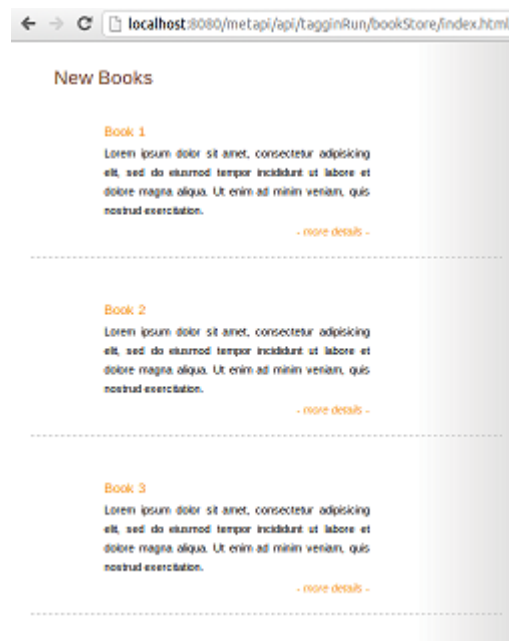 localhost:8080/metapi/api/tagginRun/bookStore/index.html
New Books
Book 1
Lorem ipsum dolor sit amet, consectetur adipisicing
elit, sed do eiusmod tempor incididunt ut labore et
dolore magna aliqua. Ut enim ad minim veniam, quis
nostrud exercitation.
- more details -
Book 2
Lorem ipsum dolor sit amet, consectetur adipisicing
elit, sed do eiusmod tempor incididunt ut labore et
dolore magna aliqua. Ut enim ad minim veniam, quis
nostrud exercitation.
- more details -
Book 3
Lorem ipsum dolor sit amet, consectetur adipisicing
elit, sed do eiusmod tempor incididunt ut labore et
dolore magna aliqua. Ut enim ad minim veniam, quis
nostrud exercitation.
- more details -